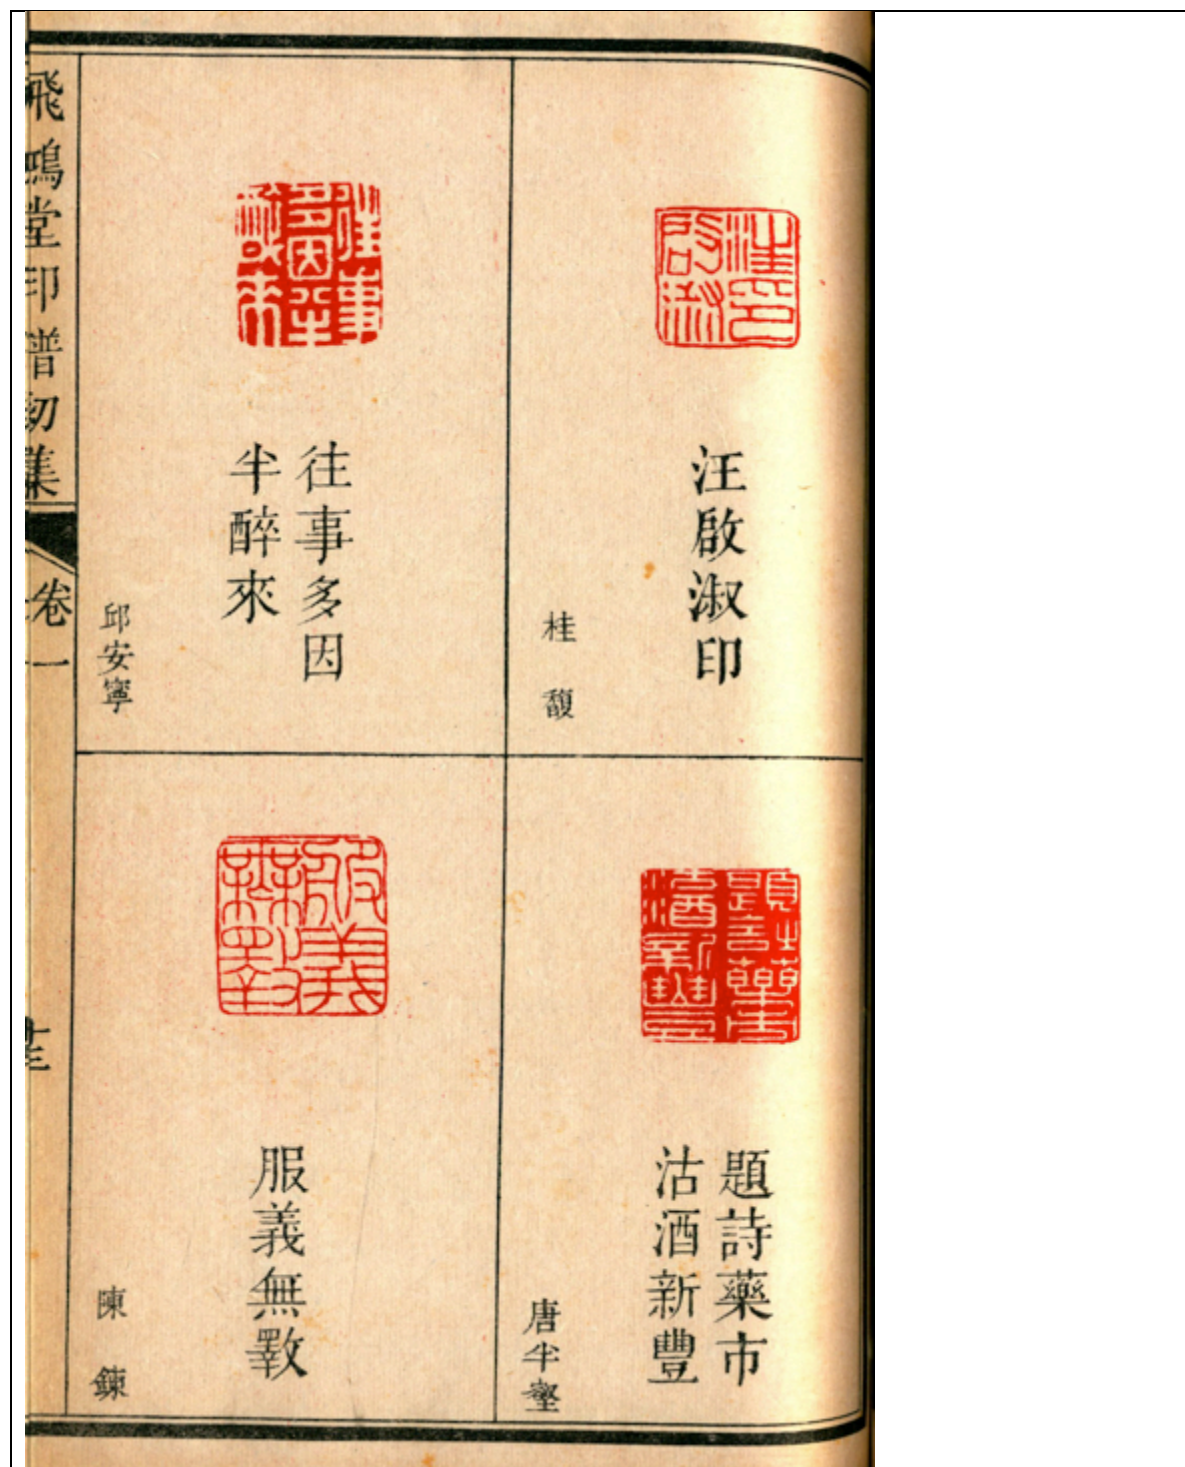 汪啟淑印
桂馥
題詩藥市
沽酒新豐
唐半壑
往事多因
半醉來
邱安寧
服義無斁
陳鍊
飛鴻堂印譜初集
卷一